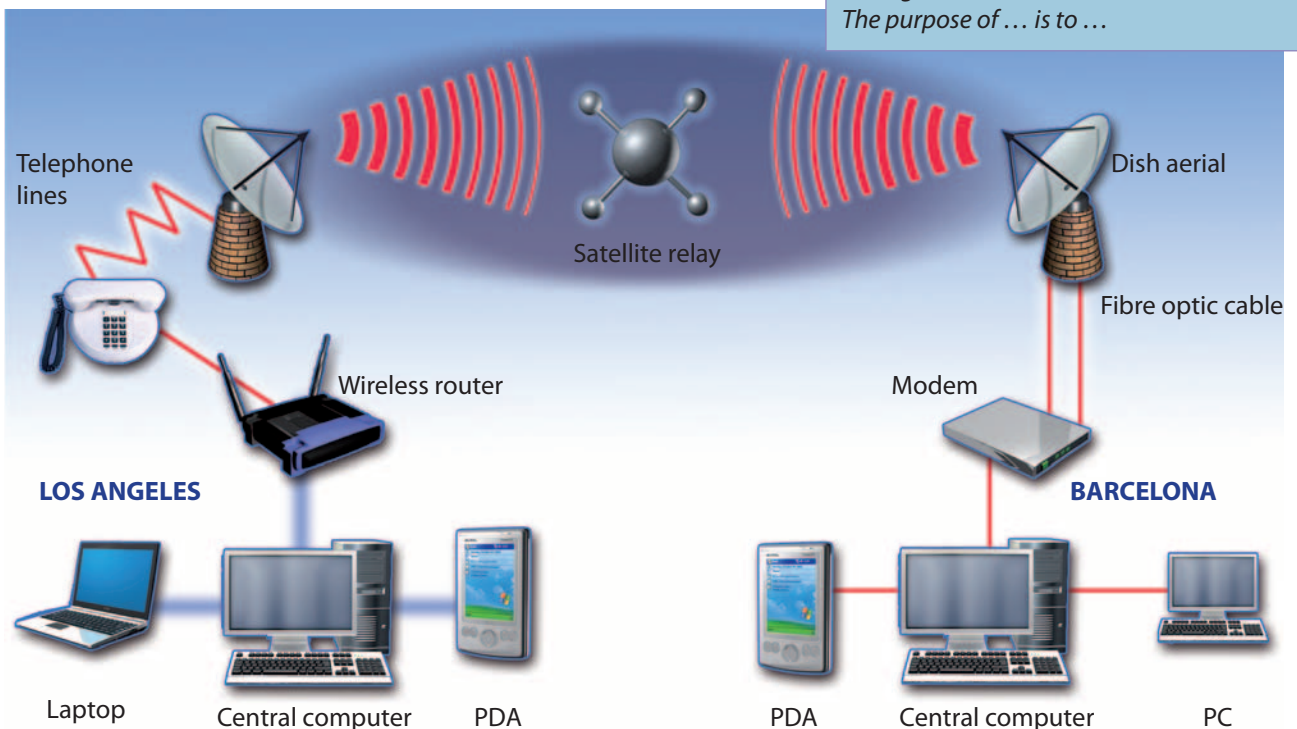 The purpose of … is to …
Telephone
lines
Dish aerial
Satellite relay
Fibre optic cable
Wireless router
Modem
LOS ANGELES
BARCELONA
Laptop
Central computer
PDA
PDA
Central computer
PC